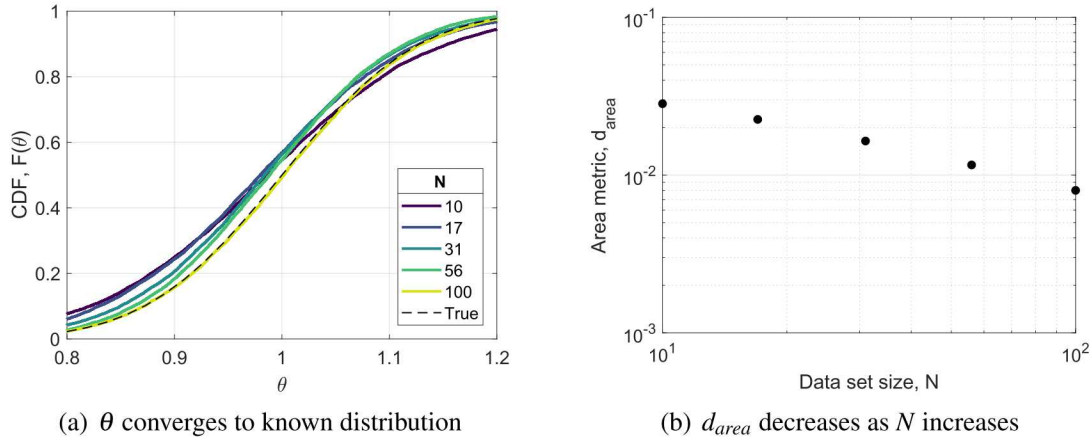 CDF, F(θ)
1
0.8
0.6
0.4
0.2
0
0.8
0.9
1
1.1
1.2
θ
N
10
17
31
56
100
True
(a) θ converges to known distribution
Area metric, d_area
10^-1
10^-2
10^-3
10^1
10^2
Data set size, N
(b) d_area decreases as N increases